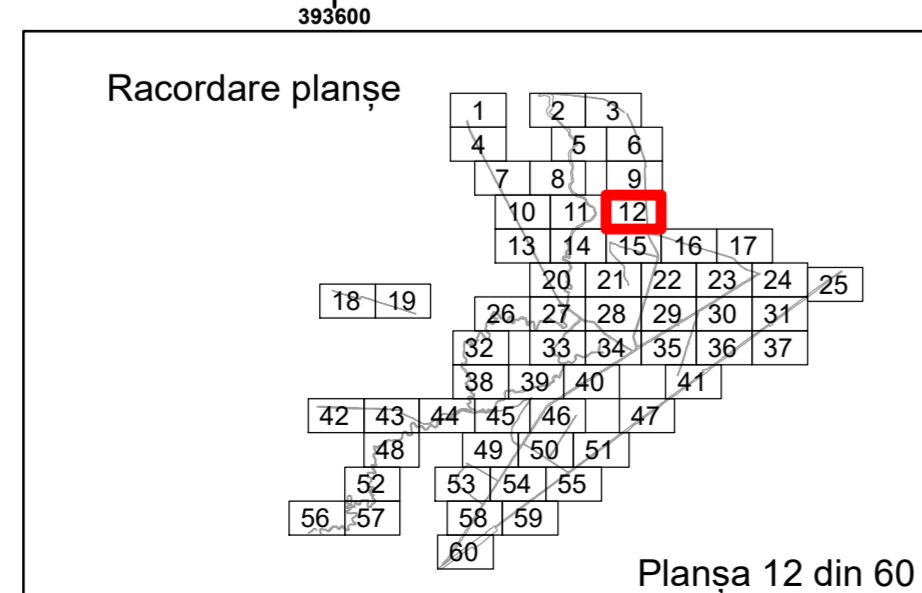 393600
Racordare planșe
1 2 3
4 5 6
7 8 9
10 11 12
13 14 15 16 17
20 21 22 23 24 25
18 19
26 27 28 29 30 31
32 33 34 35 36 37
38 39 40 41
42 43 44 45 46 47
48 49 50 51
52 53 54 55
56 57 58 59
60
Planșa 12 din 60